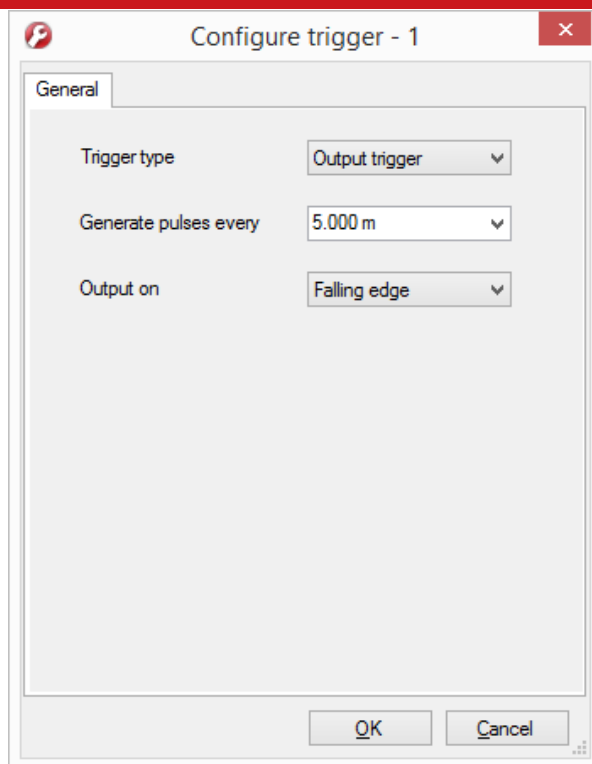 Configure trigger - 1
General
Trigger type Output trigger
Generate pulses every 5.000 m
Output on Falling edge
OK Cancel